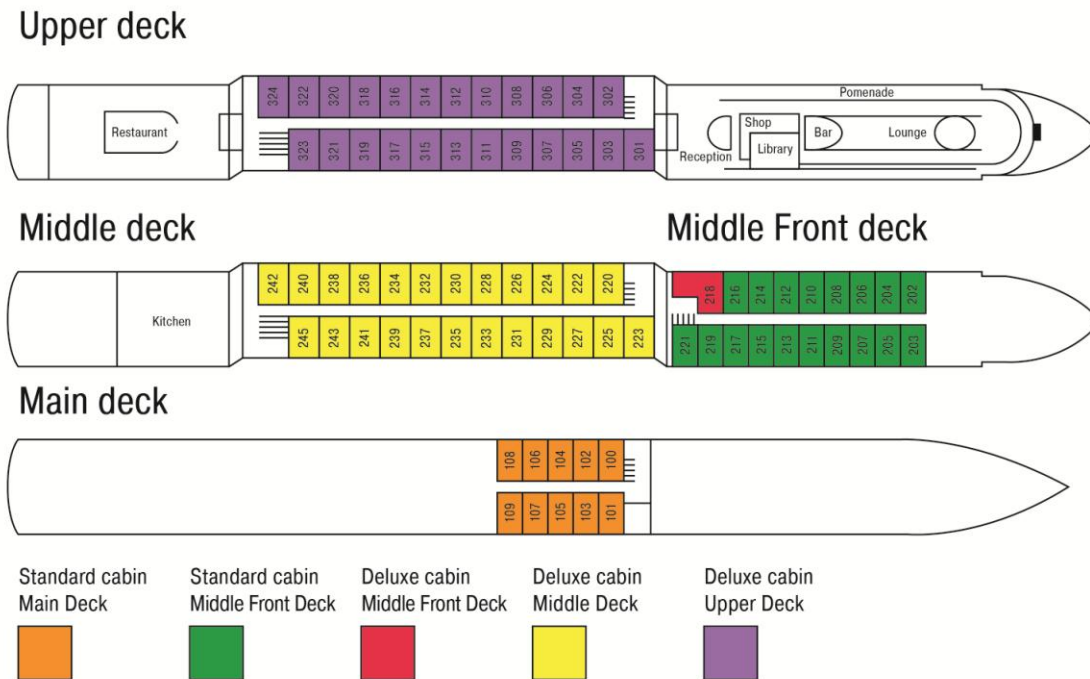 Upper deck
324 322 320 318 316 314 312 310 308 306 304 302
Pomenade
Restaurant
Shop
Bar
Lounge
Library
Reception
323 321 319 317 315 313 311 309 307 305 303 301
Middle deck
Middle Front deck
242 240 238 236 234 232 230 228 226 224 222 220
218 216 214 212 210 208 206 204 202
Kitchen
245 243 241 239 237 235 233 231 229 227 225 223
221 219 217 215 213 211 209 207 205 203
Main deck
108 106 104 102 100
109 107 105 103 101
Standard cabin
Main Deck
Standard cabin
Middle Front Deck
Deluxe cabin
Middle Front Deck
Deluxe cabin
Middle Deck
Deluxe cabin
Upper Deck